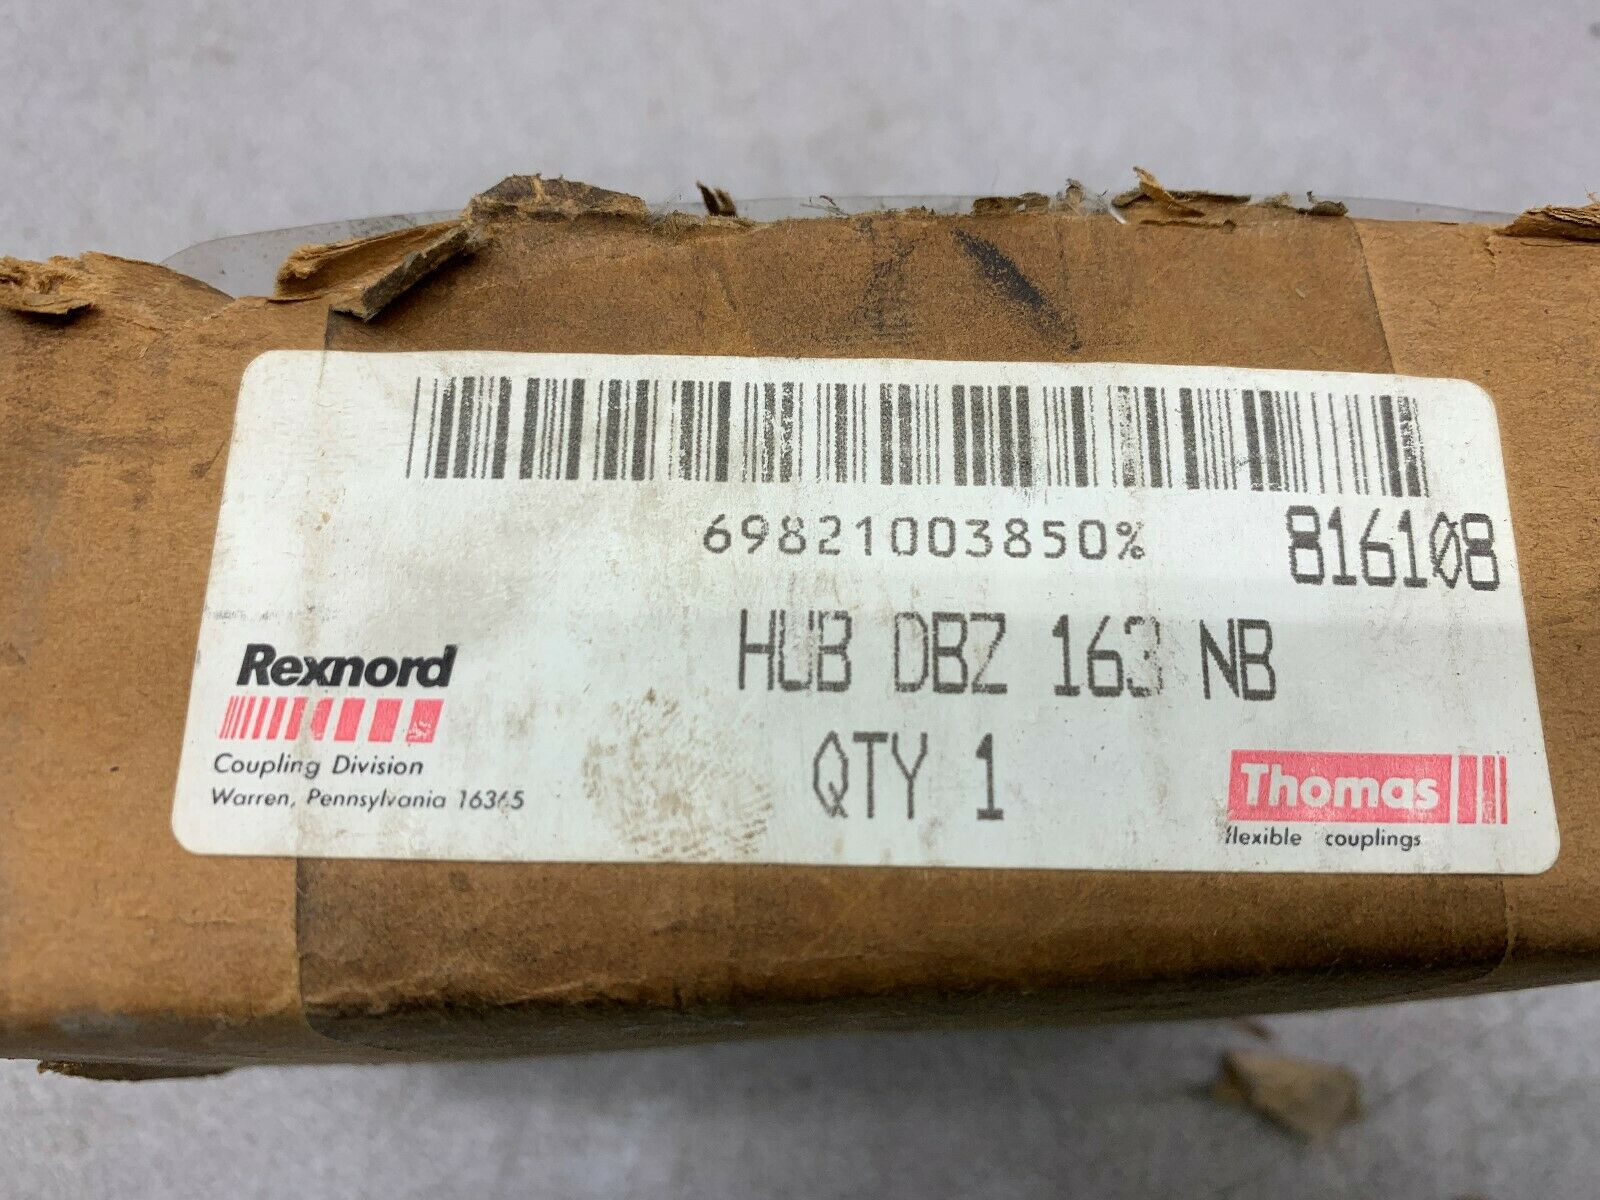 69821003850%
816108
HUB DBZ 163 NB
QTY 1
Rexnord
Coupling Division
Warren, Pennsylvania 16365
Thomas
flexible couplings